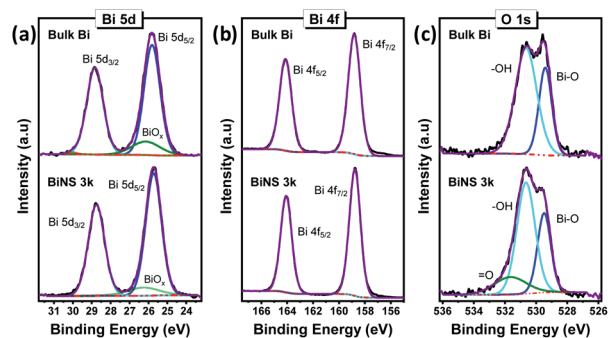 (a)
Bi 5d
Bulk Bi
Bi 5d5/2
Bi 5d3/2
BiOx
BiNS 3k
Bi 5d5/2
Bi 5d3/2
BiOx
Intensity (a.u)
31 30 29 28 27 26 25 24
Binding Energy (eV)
(b)
Bi 4f
Bulk Bi
Bi 4f7/2
Bi 4f5/2
BiNS 3k
Bi 4f7/2
Bi 4f5/2
Intensity (a.u)
166 164 162 160 158 156
Binding Energy (eV)
(c)
O 1s
Bulk Bi
-OH
Bi-O
BiNS 3k
-OH
Bi-O
=O
Intensity (a.u)
536 534 532 530 528 526
Binding Energy (eV)